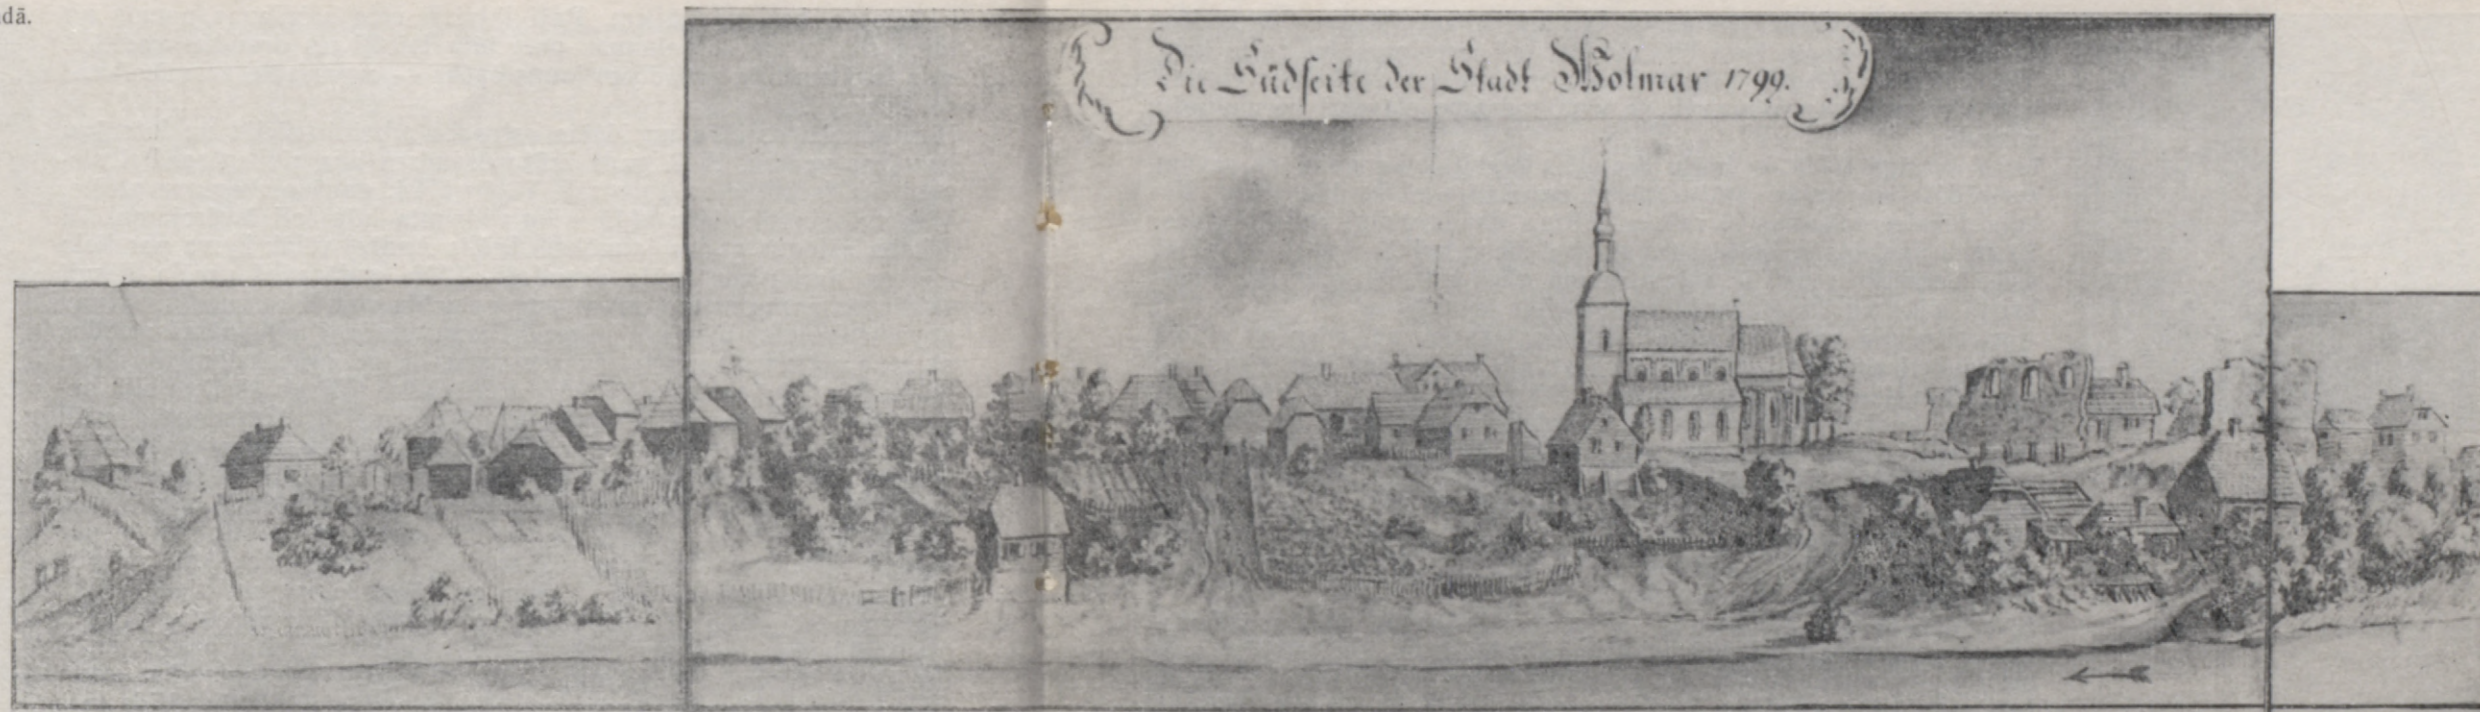 dā.
Die Südseite der Stadt Wolmar 1799.